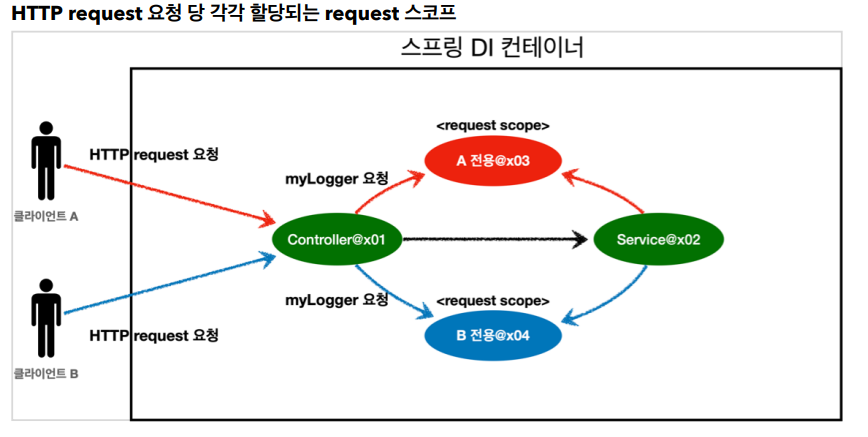 HTTP request 요청 당 각각 할당되는 request 스코프
스프링 DI 컨테이너
<request scope>
HTTP request 요청
A 전용@x03
myLogger 요청
클라이언트 A
Controller@x01
Service@x02
myLogger 요청
<request scope>
HTTP request 요청
B 전용@x04
클라이언트 B